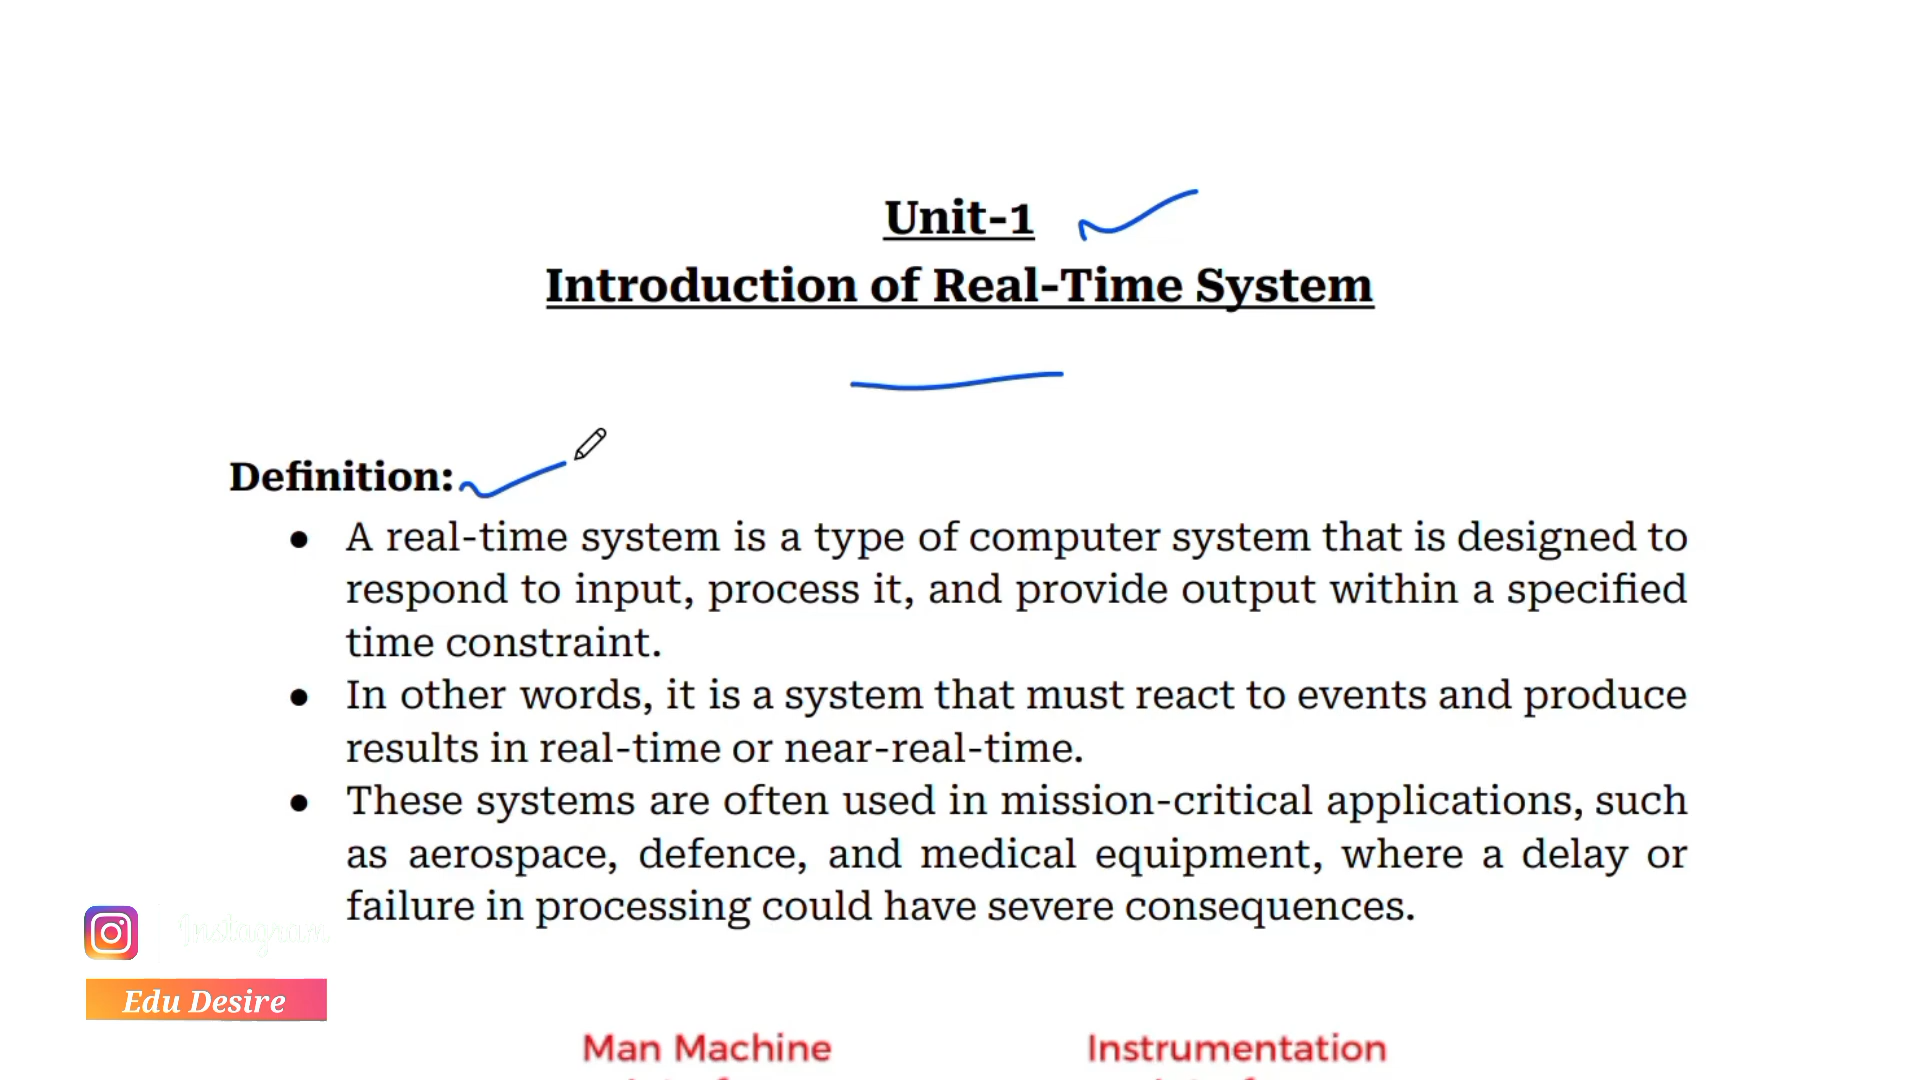 Unit-1
Introduction of Real-Time System
Definition:
● A real-time system is a type of computer system that is designed to
respond to input, process it, and provide output within a specified
time constraint.
● In other words, it is a system that must react to events and produce
results in real-time or near-real-time.
● These systems are often used in mission-critical applications, such
as aerospace, defence, and medical equipment, where a delay or
failure in processing could have severe consequences.
Instagram
Edu Desire
Man Machine
Instrumentation